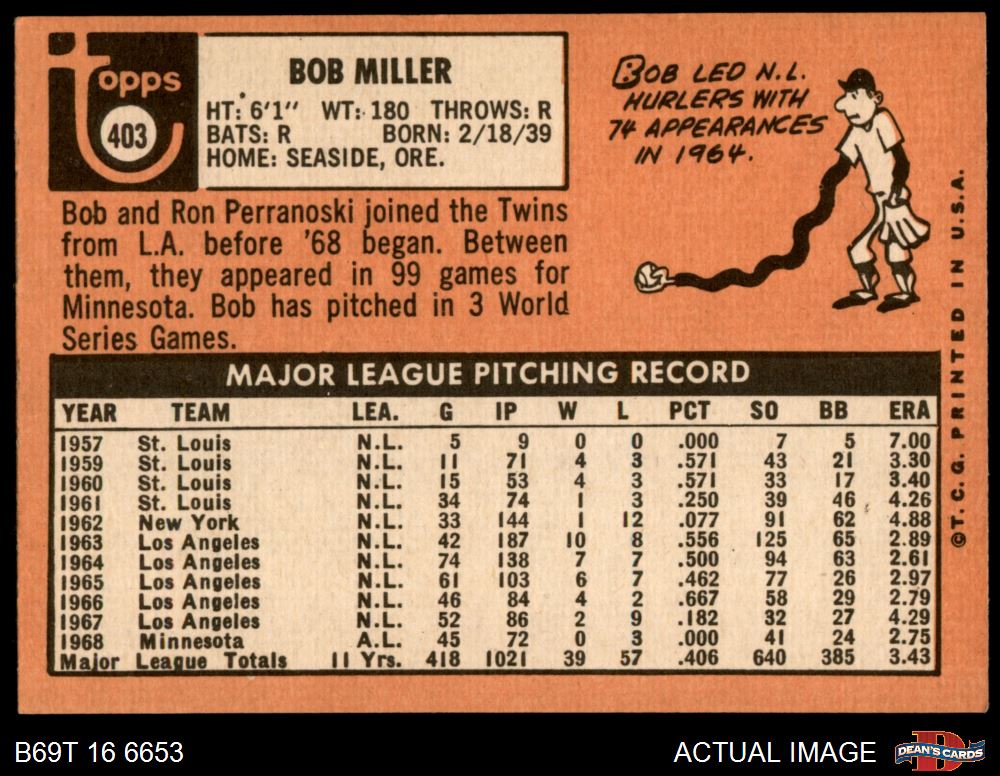 Topps
403
BOB MILLER
HT: 6'1" WT: 180 THROWS: R
BATS: R BORN: 2/18/39
HOME: SEASIDE, ORE.
BOB LED N.L.
HURLERS WITH
74 APPEARANCES
IN 1964.
Bob and Ron Perranoski joined the Twins
from L.A. before '68 began. Between
them, they appeared in 99 games for
Minnesota. Bob has pitched in 3 World
Series Games.
MAJOR LEAGUE PITCHING RECORD
YEAR TEAM LEA. G IP W L PCT SO BB ERA
1957 St. Louis N.L. 5 9 0 0 .000 7 5 7.00
1959 St. Louis N.L. 11 71 4 3 .571 43 21 3.30
1960 St. Louis N.L. 15 53 4 3 .571 33 17 3.40
1961 St. Louis N.L. 34 74 1 3 .250 39 46 4.26
1962 New York N.L. 33 144 1 12 .077 91 62 4.88
1963 Los Angeles N.L. 42 187 10 8 .556 125 65 2.89
1964 Los Angeles N.L. 74 138 7 7 .500 94 63 2.61
1965 Los Angeles N.L. 61 103 6 7 .462 77 26 2.97
1966 Los Angeles N.L. 46 84 4 2 .667 58 29 2.79
1967 Los Angeles N.L. 52 86 2 9 .182 32 27 4.29
1968 Minnesota A.L. 45 72 0 3 .000 41 24 2.75
Major League Totals 11 Yrs. 418 1021 39 57 .406 640 385 3.43
©T.C.G. PRINTED IN U.S.A.
B69T 16 6653
ACTUAL IMAGE
DEAN'S CARDS